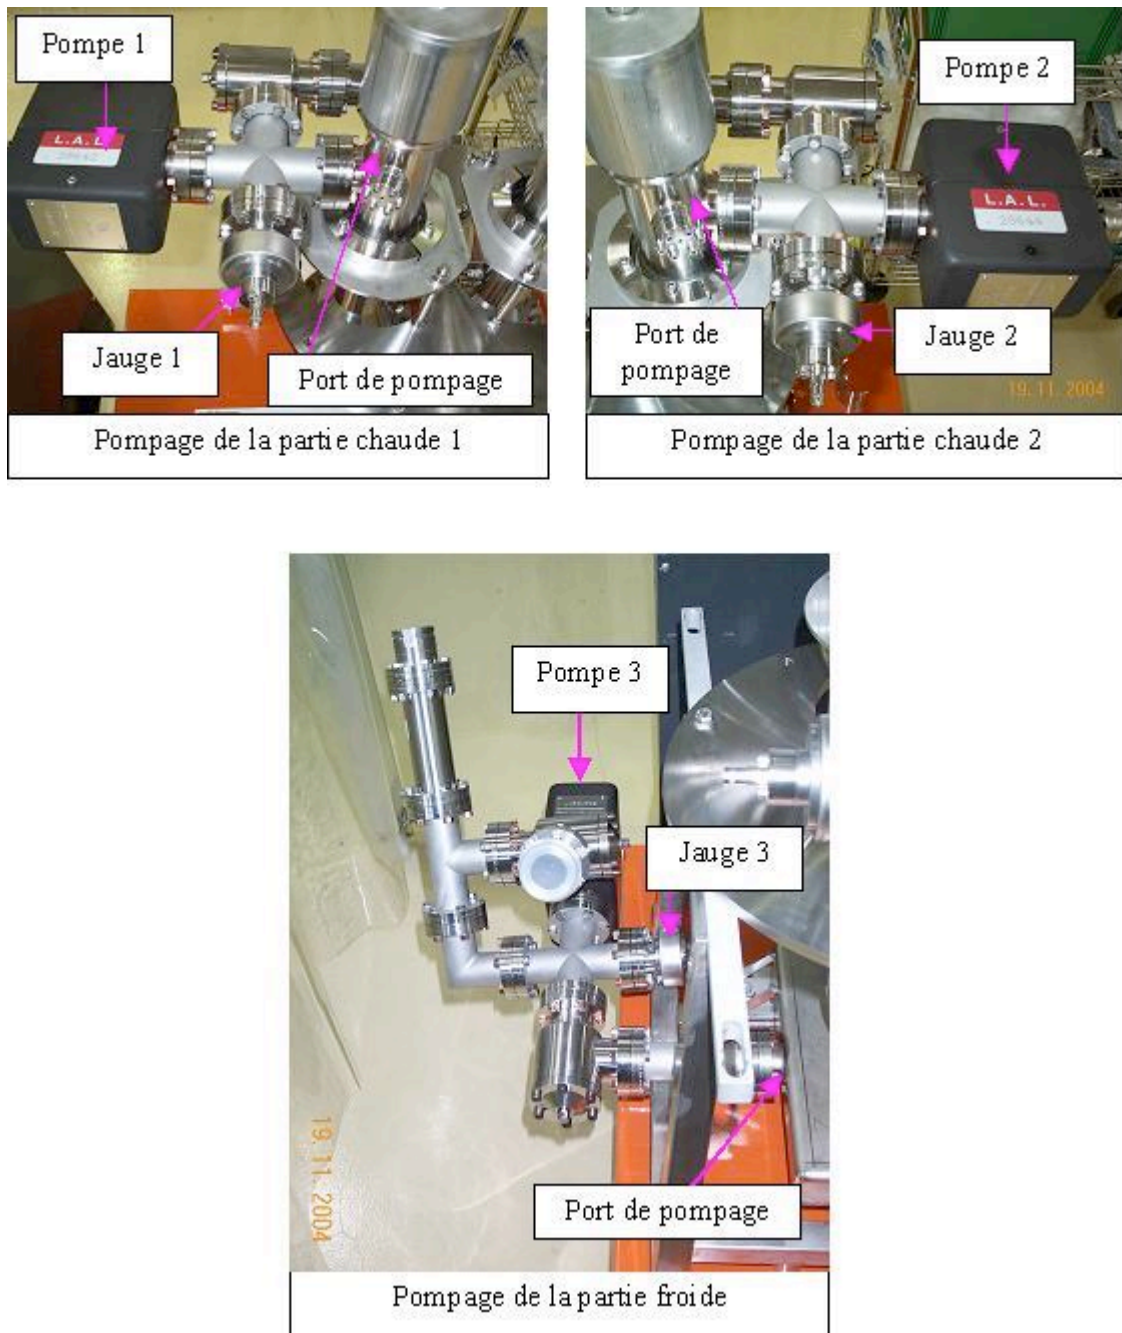 Pompe 1
L.A.L.
Jauge 1
Port de pompage
Pompage de la partie chaude 1
Pompe 2
L.A.L.
Port de
pompage
Jauge 2
19.11.2004
Pompage de la partie chaude 2
Pompe 3
Jauge 3
19.11.2004
Port de pompage
Pompage de la partie froide